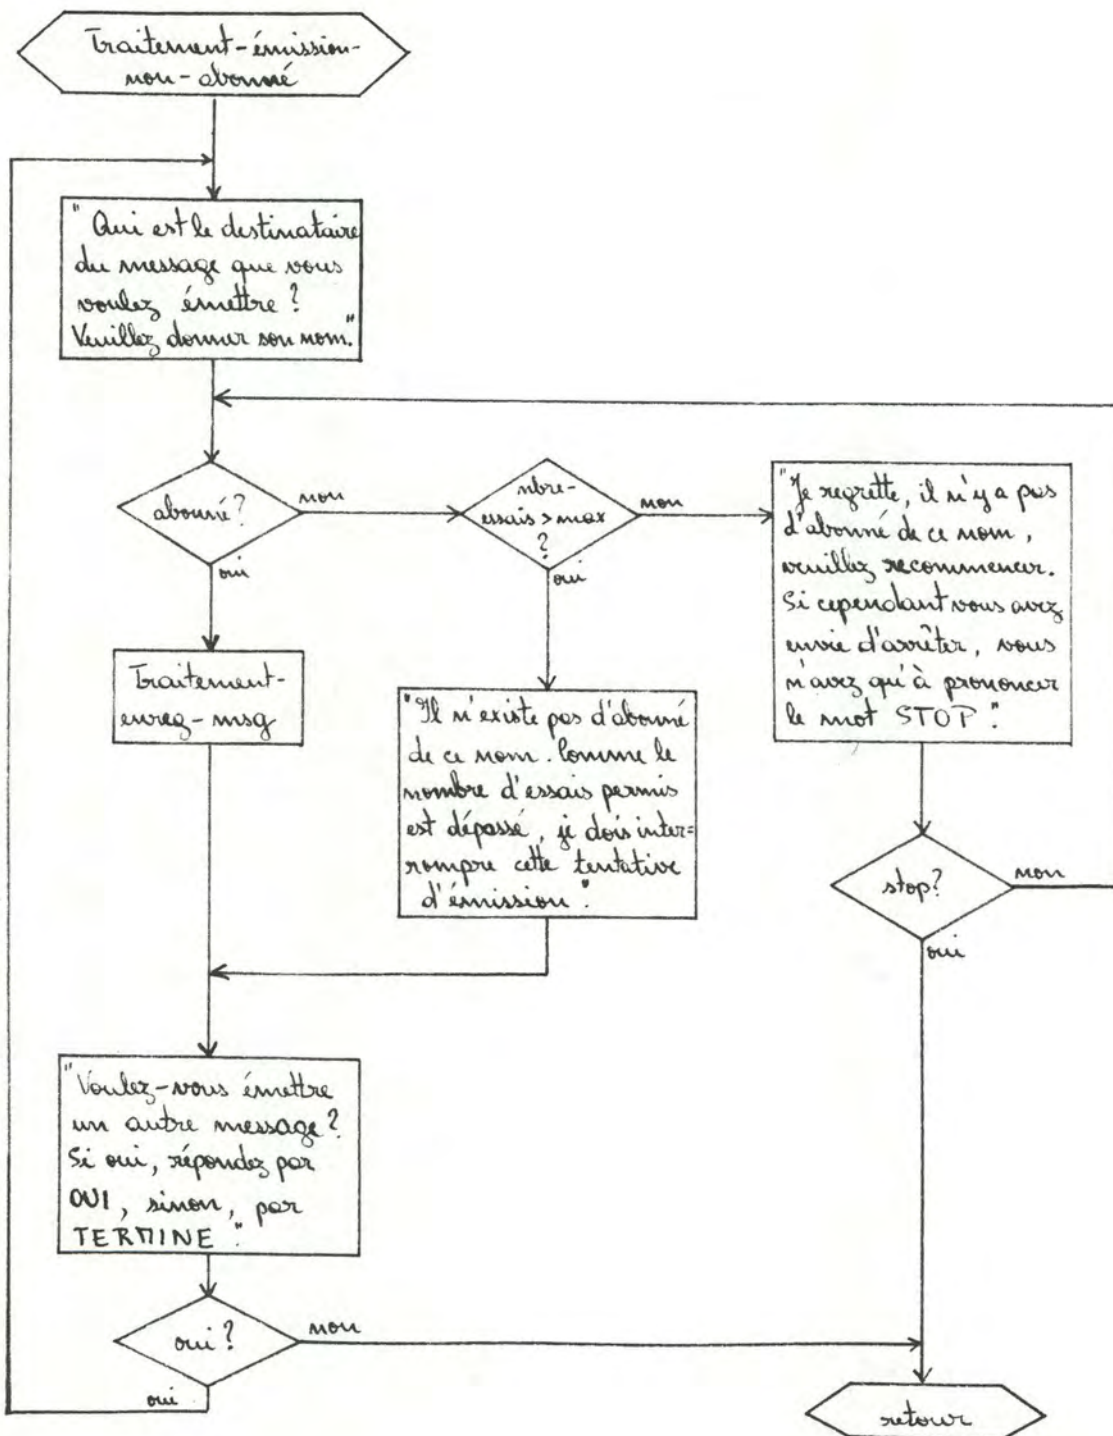 Traitement-émission-
non-abonné
"Qui est le destinataire
du message que vous
voulez émettre ?
Veuillez donner son nom."
abonné ?
non
oui
nbre-
essais > max
?
non
oui
"Je regrette, il n'y a pas
d'abonné de ce nom,
veuillez recommencer.
Si cependant vous avez
envie d'arrêter, vous
n'avez qu'à prononcer
le mot STOP".
Traitement-
enreg-msg
"Il n'existe pas d'abonné
de ce nom. Comme le
nombre d'essais permis
est dépassé, je dois inter=
rompre cette tentative
d'émission".
stop?
non
oui
"Voulez-vous émettre
un autre message ?
Si oui, répondez par
OUI, sinon, par
TERMINE".
oui ?
non
oui
retour